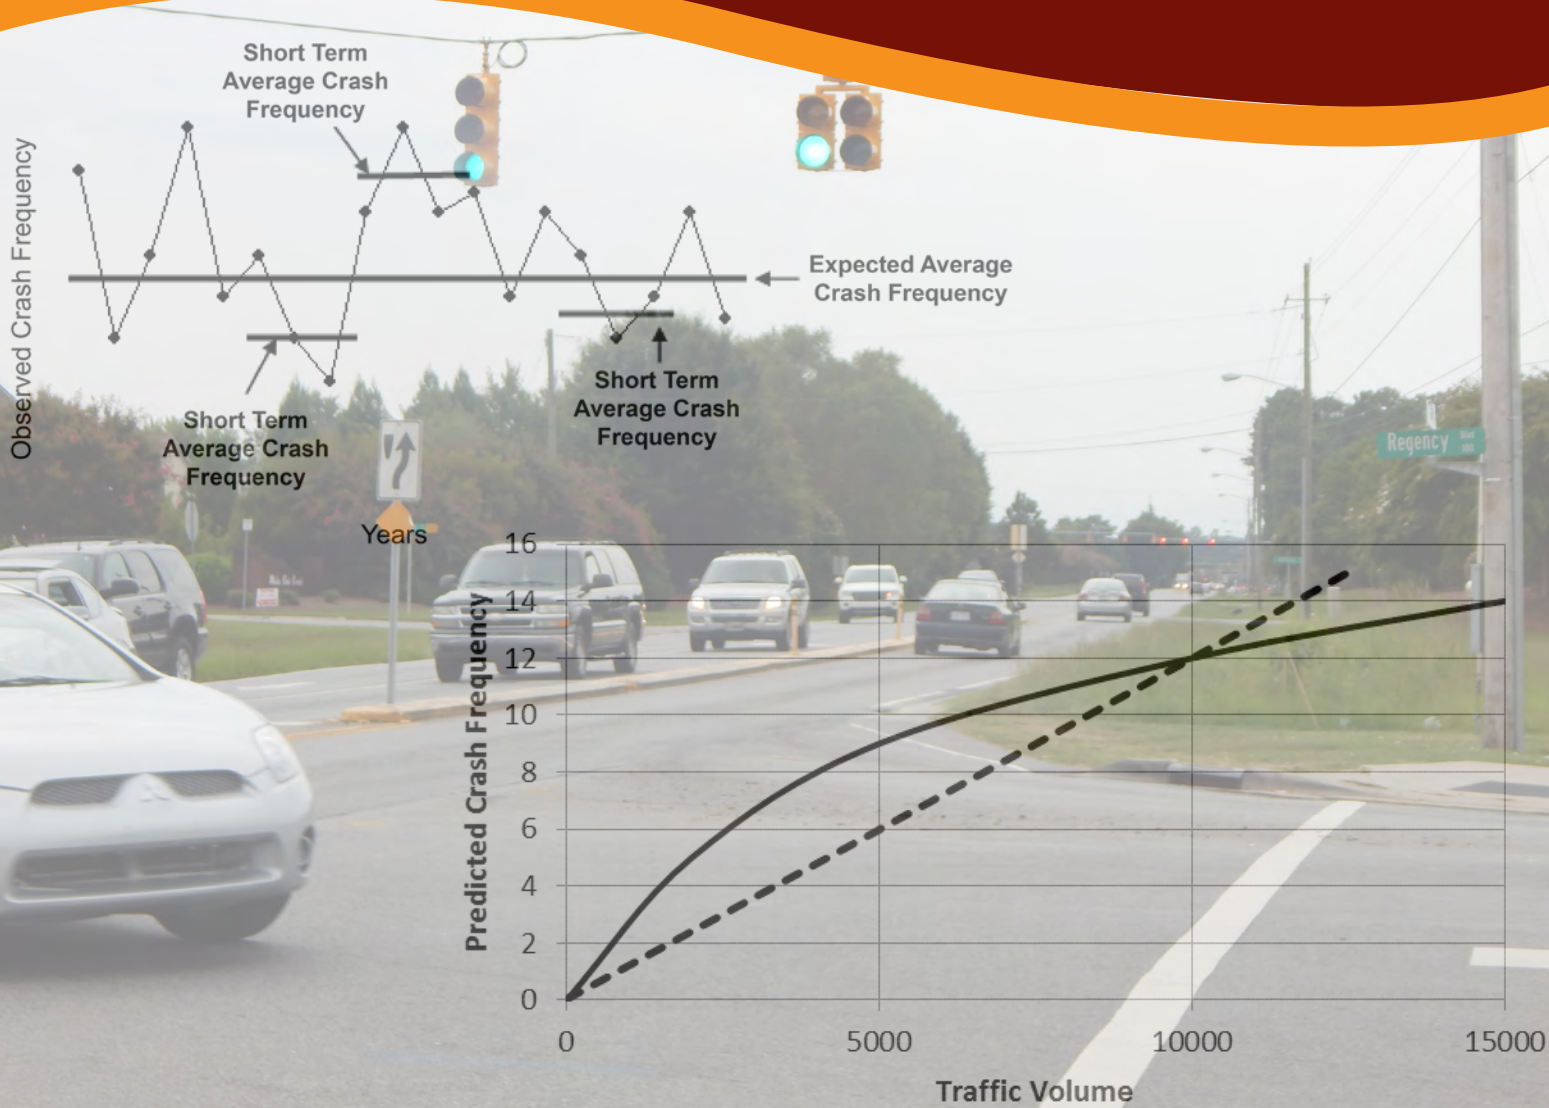 Short Term
Average Crash
Frequency
Observed Crash Frequency
Expected Average
Crash Frequency
Short Term
Average Crash
Frequency
Short Term
Average Crash
Frequency
Years
Regency Blvd
Predicted Crash Frequency
16
14
12
10
8
6
4
2
0
0
5000
10000
15000
Traffic Volume